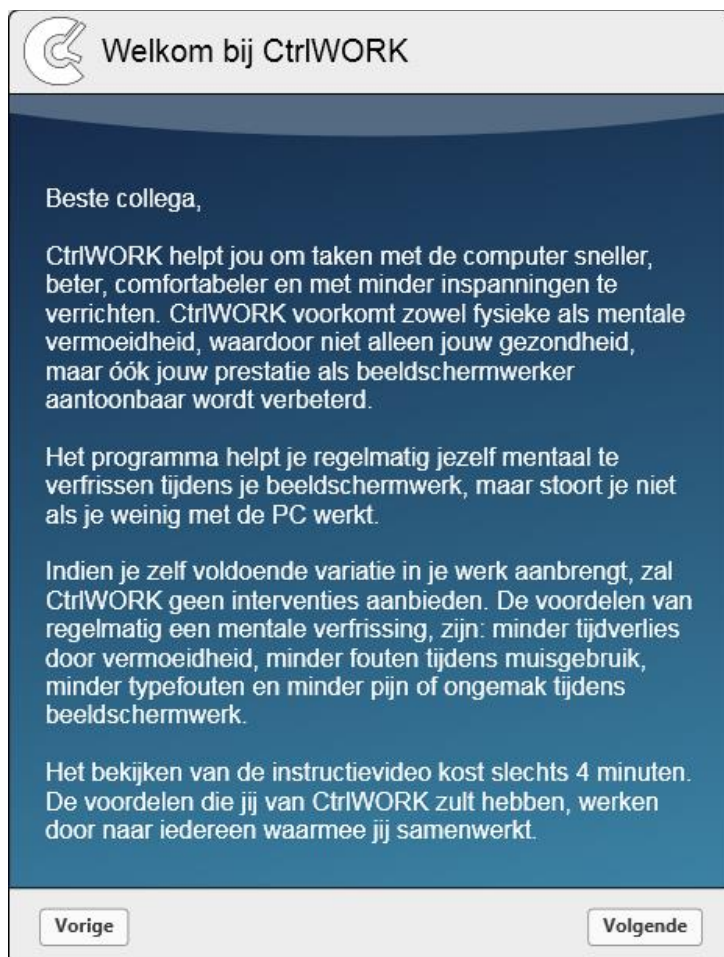 Welkom bij CtrlWORK
Beste collega,
CtrlWORK helpt jou om taken met de computer sneller,
beter, comfortabeler en met minder inspanningen te
verrichten. CtrlWORK voorkomt zowel fysieke als mentale
vermoeidheid, waardoor niet alleen jouw gezondheid,
maar óók jouw prestatie als beeldschermwerker
aantoonbaar wordt verbeterd.
Het programma helpt je regelmatig jezelf mentaal te
verfrissen tijdens je beeldschermwerk, maar stoort je niet
als je weinig met de PC werkt.
Indien je zelf voldoende variatie in je werk aanbrengt, zal
CtrlWORK geen interventies aanbieden. De voordelen van
regelmatig een mentale verfrissing, zijn: minder tijdverlies
door vermoeidheid, minder fouten tijdens muisgebruik,
minder typefouten en minder pijn of ongemak tijdens
beeldschermwerk.
Het bekijken van de instructievideo kost slechts 4 minuten.
De voordelen die jij van CtrlWORK zult hebben, werken
door naar iedereen waarmee jij samenwerkt.
Vorige
Volgende